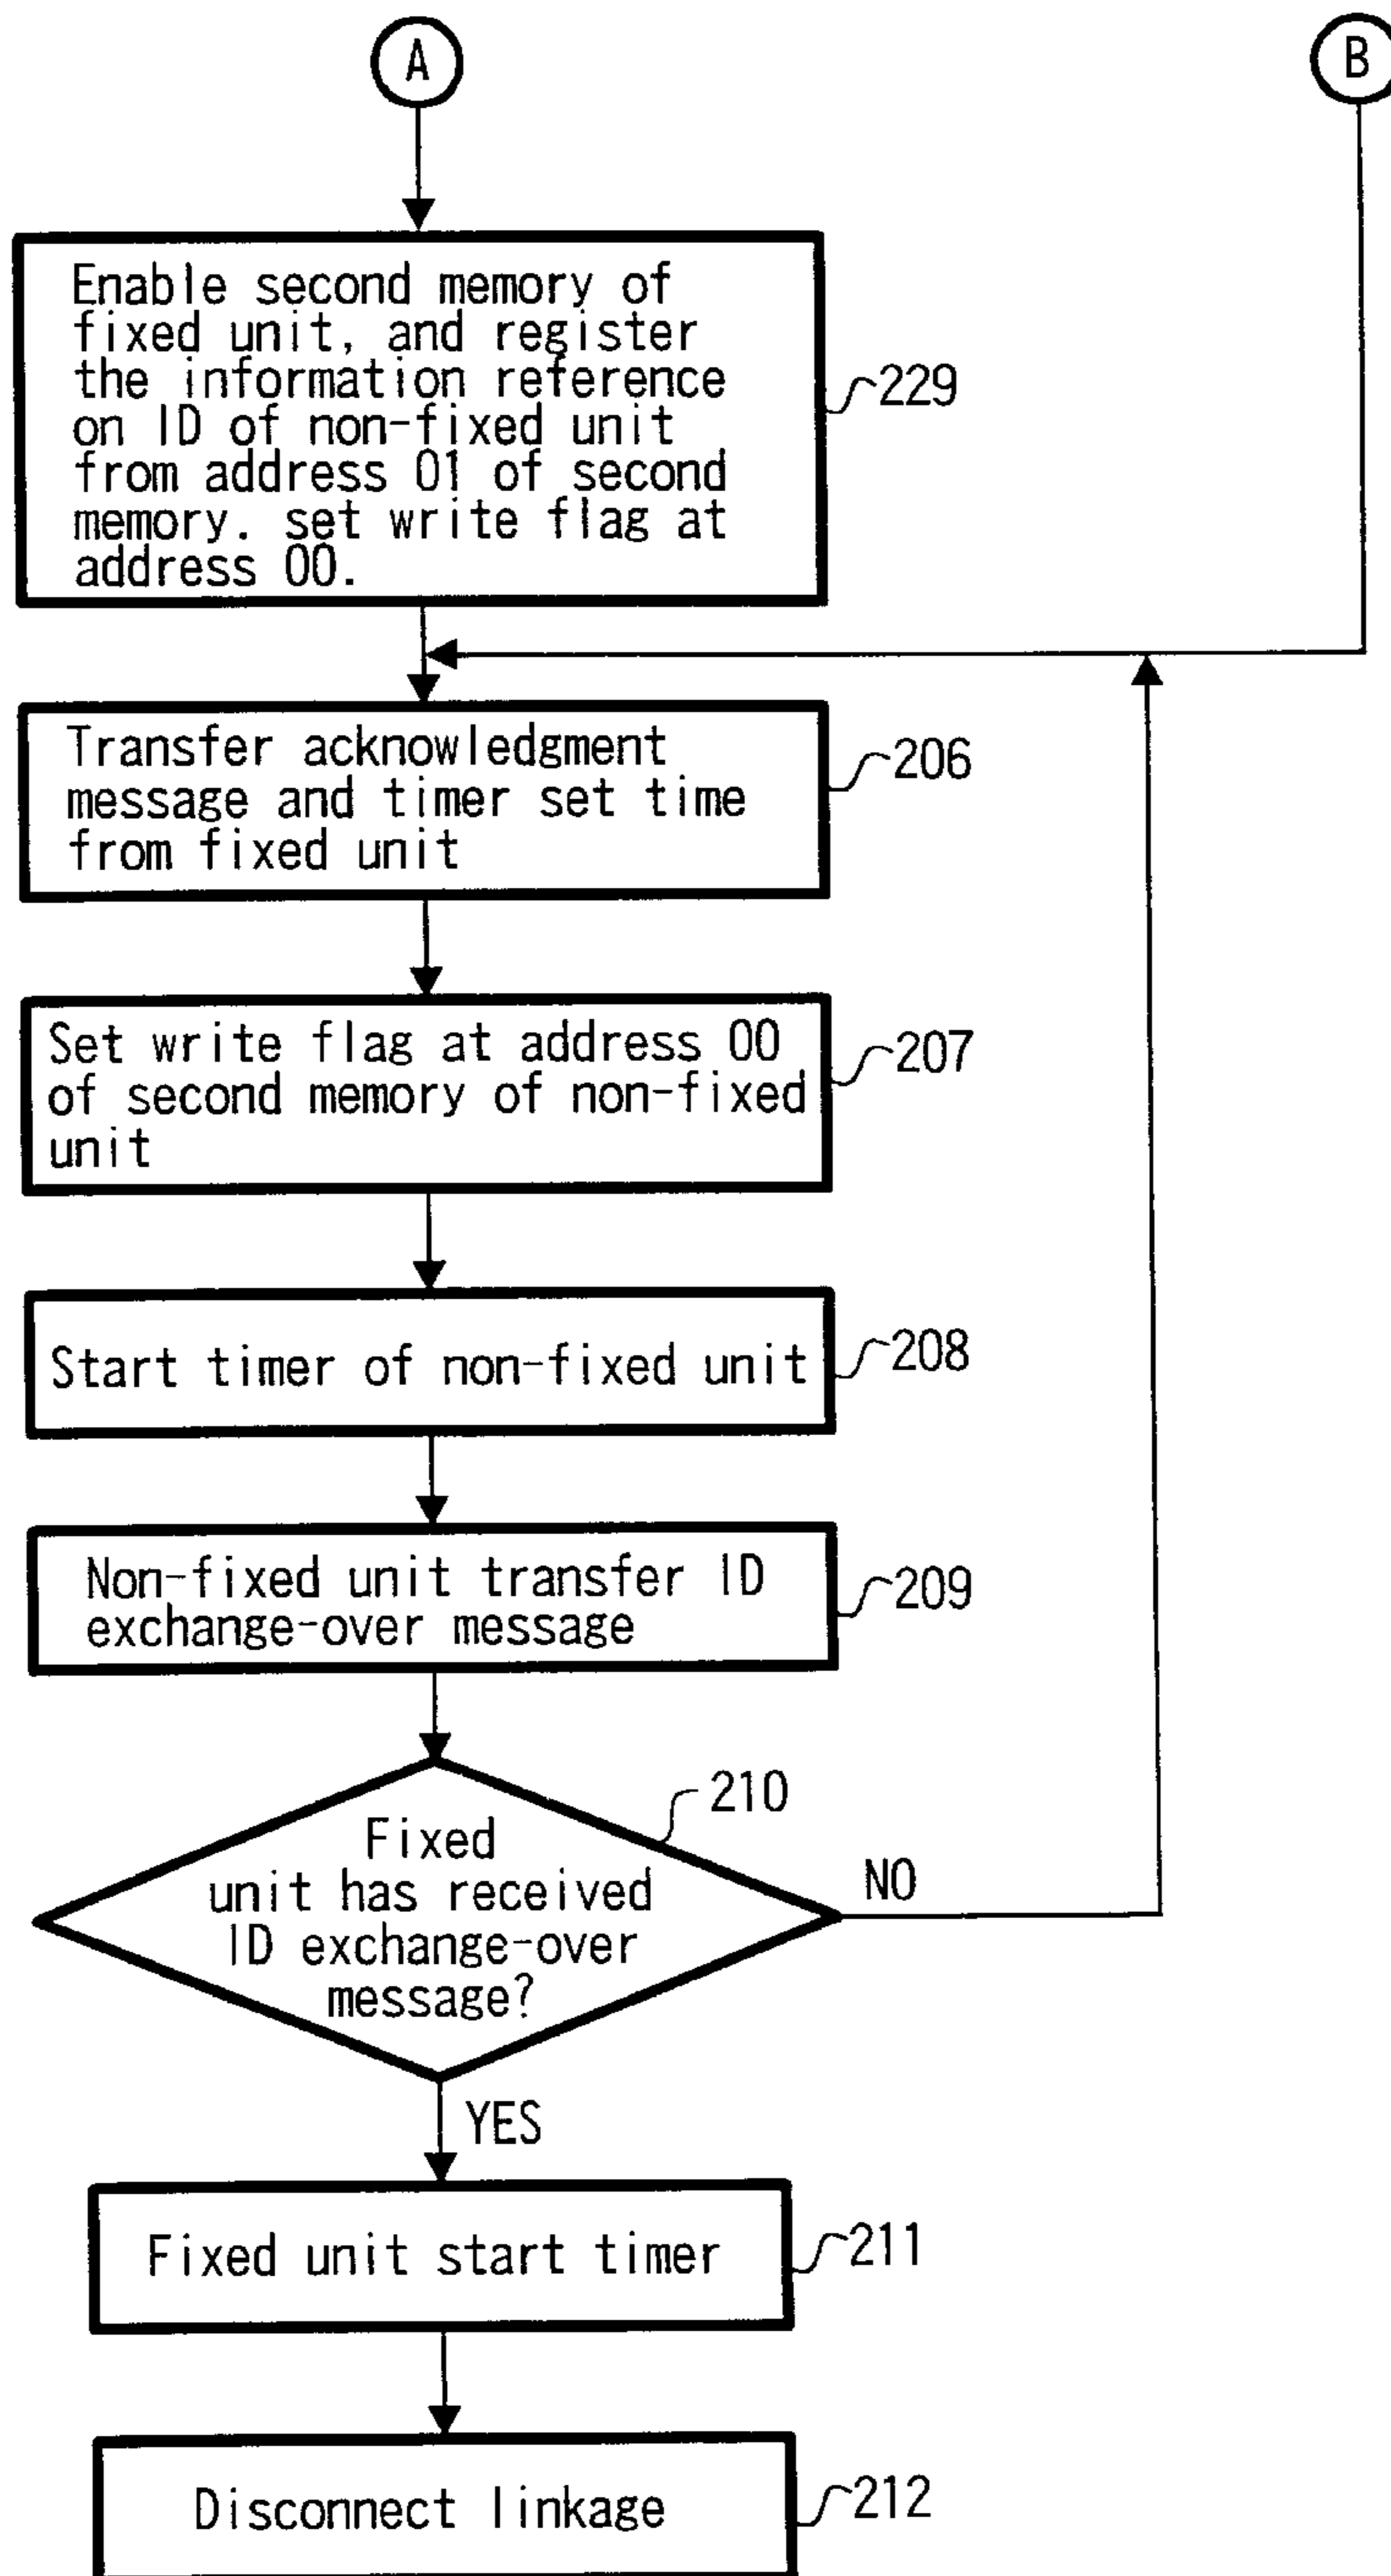 A
B
Enable second memory of
fixed unit, and register
the information reference
on ID of non-fixed unit
from address 01 of second
memory. set write flag at
address 00.
229
Transfer acknowledgment
message and timer set time
from fixed unit
206
Set write flag at address 00
of second memory of non-fixed
unit
207
Start timer of non-fixed unit
208
Non-fixed unit transfer ID
exchange-over message
209
210
Fixed
unit has received
ID exchange-over
message?
NO
YES
Fixed unit start timer
211
Disconnect linkage
212